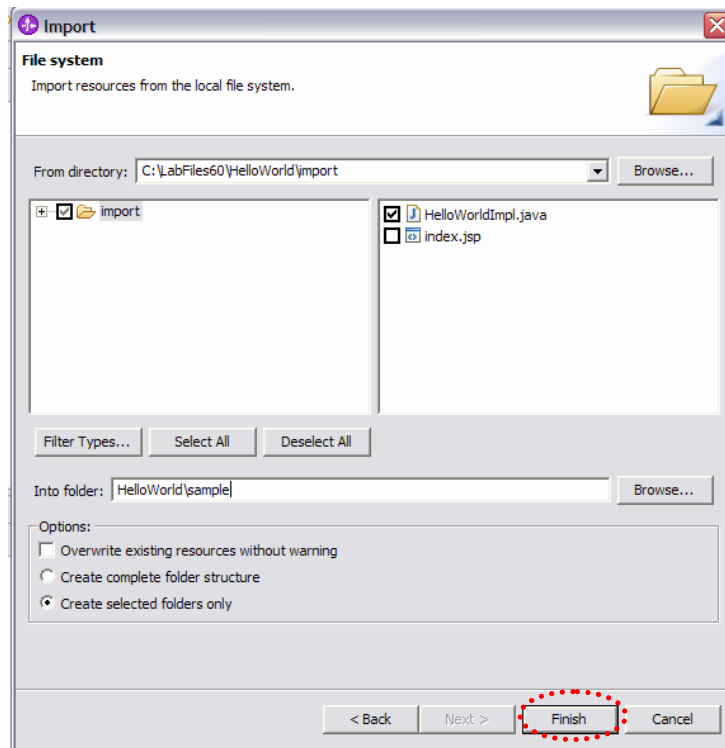 Import
File system
Import resources from the local file system.
From directory: C:\LabFiles60\HelloWorld\import
Browse...
import
HelloWorldImpl.java
index.jsp
Filter Types...
Select All
Deselect All
Into folder: HelloWorld\sample
Browse...
Options:
Overwrite existing resources without warning
Create complete folder structure
Create selected folders only
< Back
Next >
Finish
Cancel